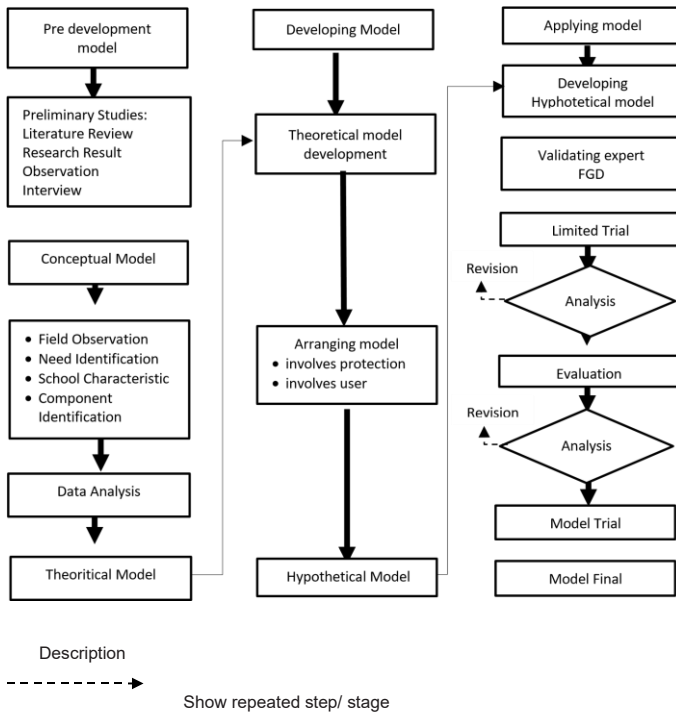 Pre development
model
Preliminary Studies:
Literature Review
Research Result
Observation
Interview
Conceptual Model
• Field Observation
• Need Identification
• School Characteristic
• Component
Identification
Data Analysis
Theoritical Model
Developing Model
Theoretical model
development
Arranging model
• involves protection
• involves user
Hypothetical Model
Applying model
Developing
Hyphotetical model
Validating expert
FGD
Limited Trial
Revision
Analysis
Evaluation
Revision
Analysis
Model Trial
Model Final
Description
Show repeated step/ stage